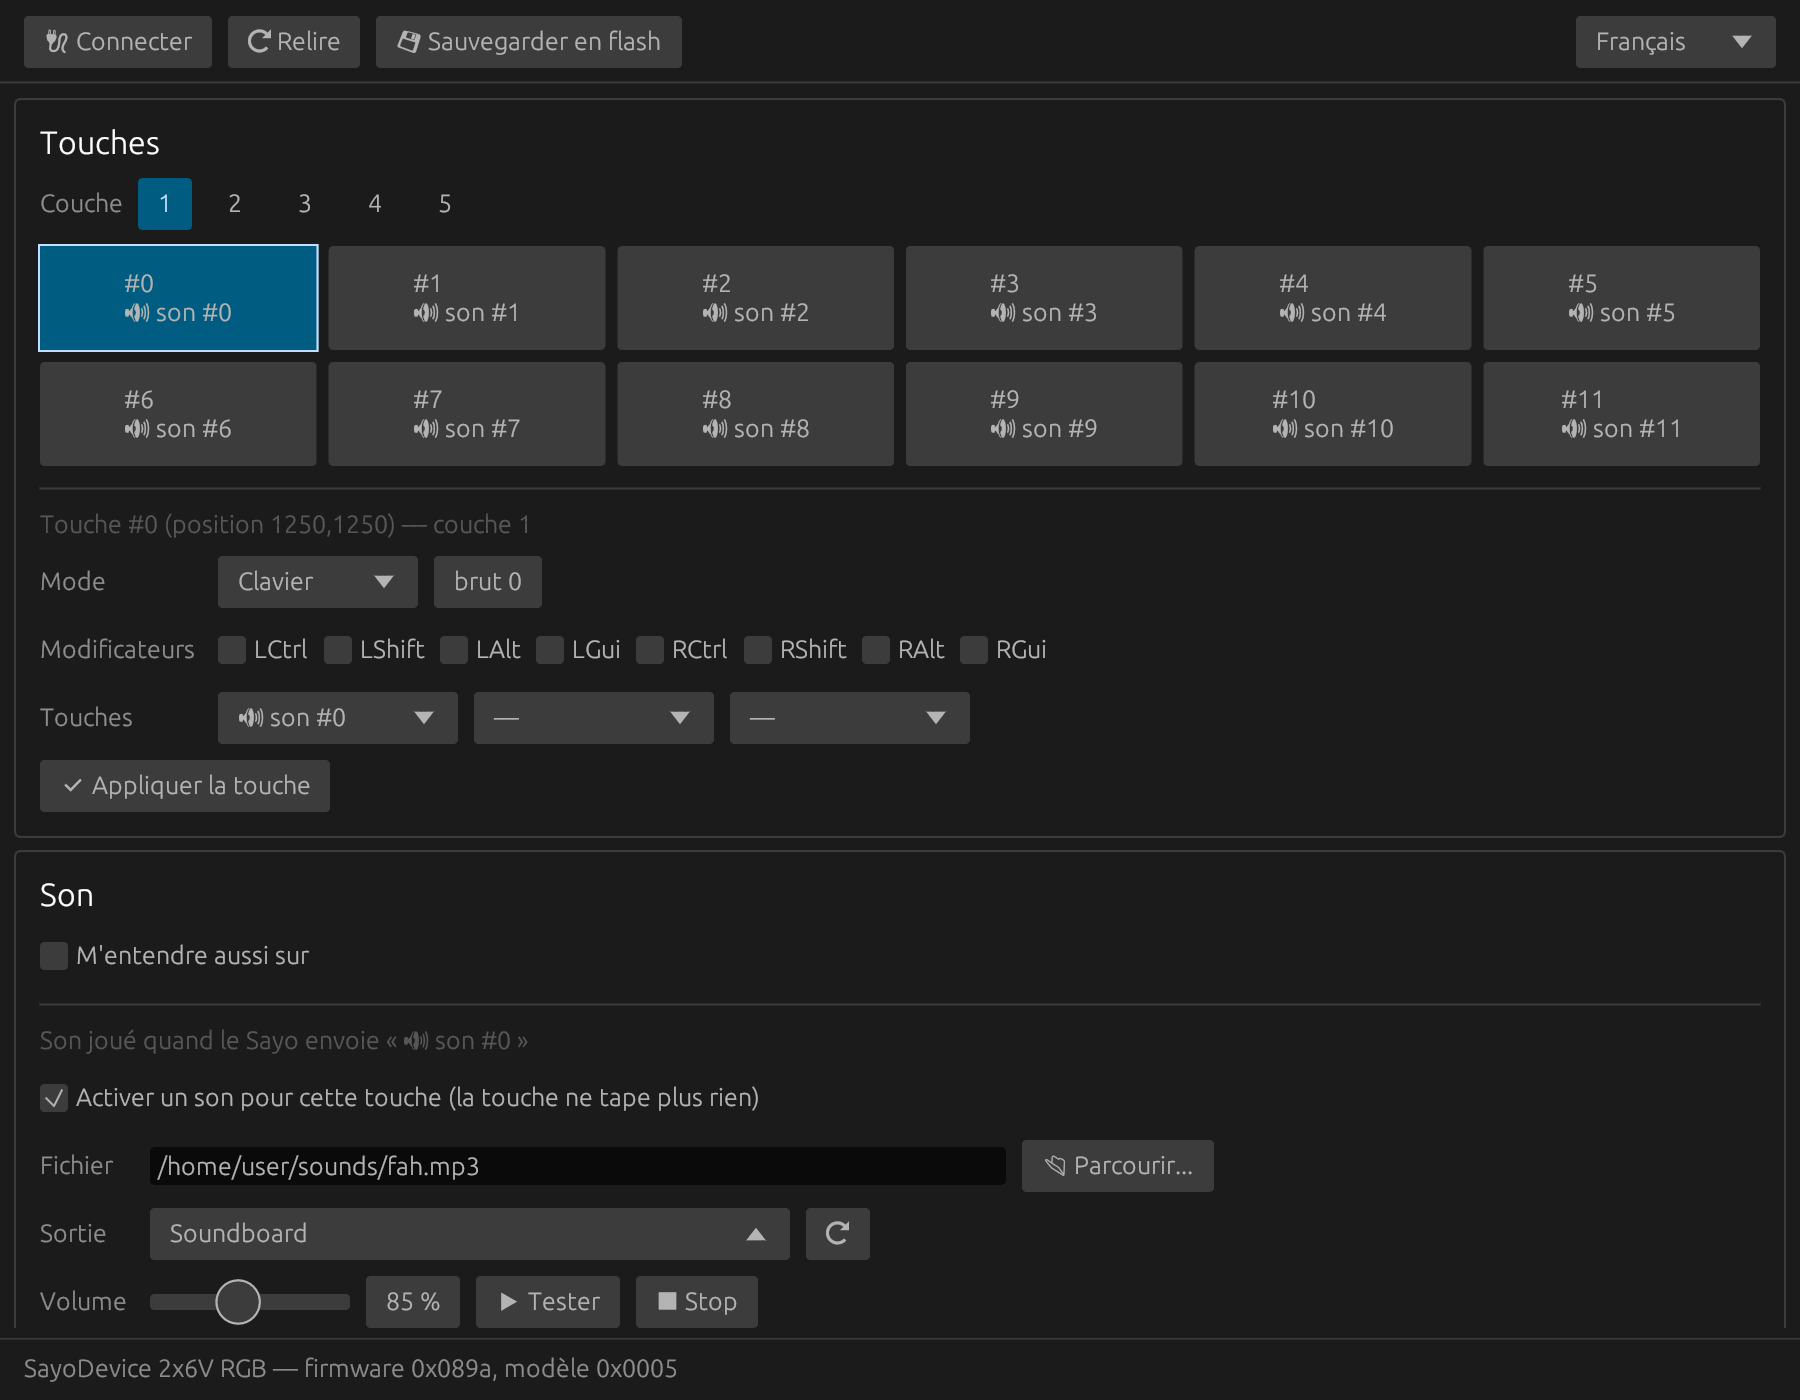 Connecter Relire Sauvegarder en flash Français
Touches
Couche 1 2 3 4 5
#0 #1 #2 #3 #4 #5
son #0 son #1 son #2 son #3 son #4 son #5
#6 #7 #8 #9 #10 #11
son #6 son #7 son #8 son #9 son #10 son #11
Touche #0 (position 1250,1250) — couche 1
Mode Clavier brut 0
Modificateurs LCtrl LShift LAlt LGui RCtrl RShift RAlt RGui
Touches son #0 — —
Appliquer la touche
Son
M'entendre aussi sur
Son joué quand le Sayo envoie « son #0 »
Activer un son pour cette touche (la touche ne tape plus rien)
Fichier /home/user/sounds/fah.mp3 Parcourir...
Sortie Soundboard
Volume 85 % Tester Stop
SayoDevice 2x6V RGB — firmware 0x089a, modèle 0x0005